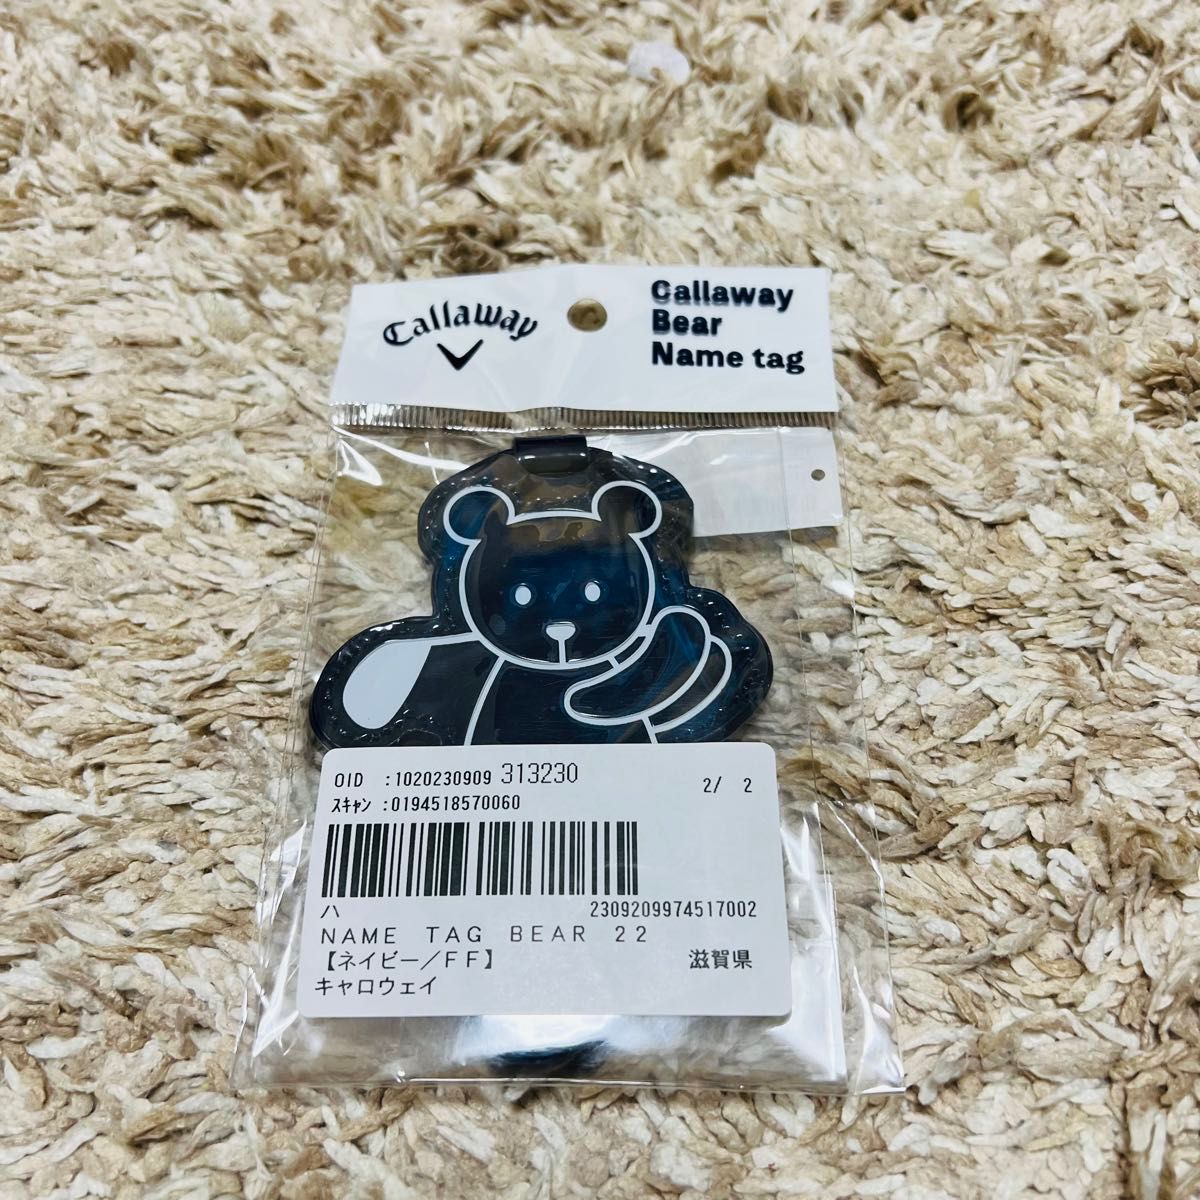 Callaway
Callaway
Bear
Name tag
OID :1020230909 313230 2/ 2
ｽｷｬﾝ :0194518570060
ハ 2309209974517002
NAME TAG BEAR 22
【ネイビー／FF】 滋賀県
キャロウェイ